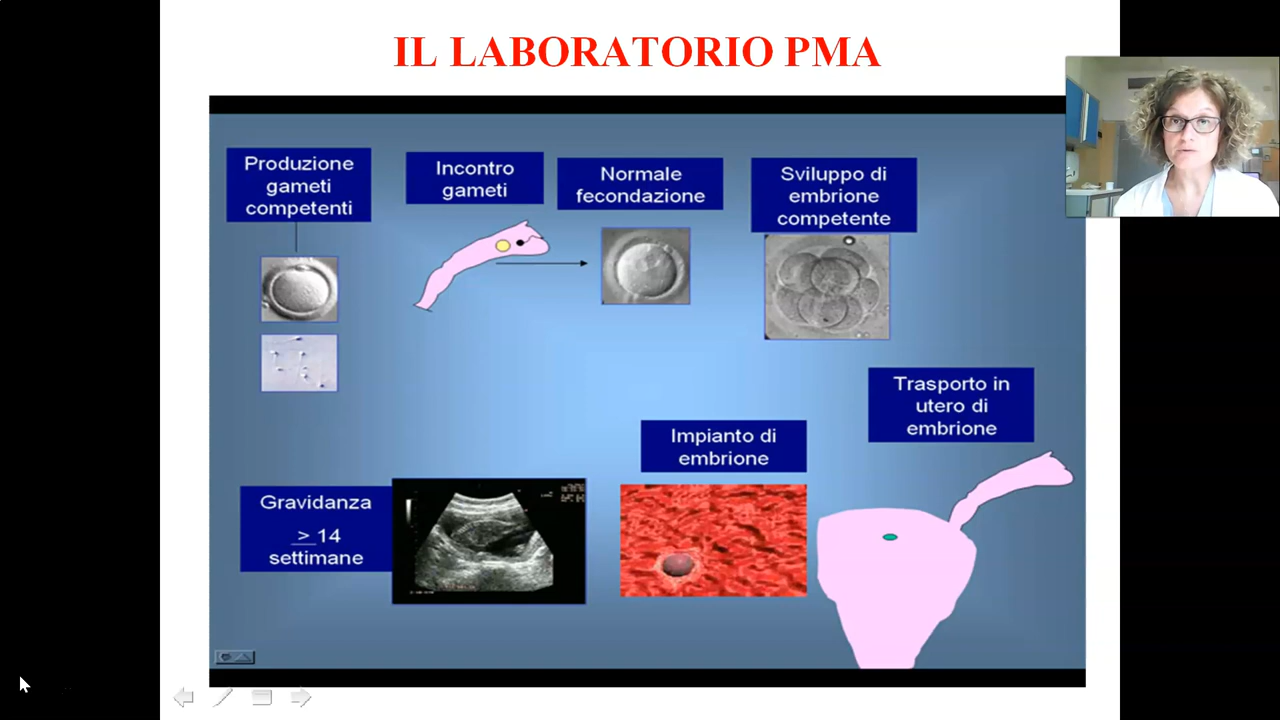 IL LABORATORIO PMA
Produzione
gameti
competenti
Incontro
gameti
Normale
fecondazione
Sviluppo di
embrione
competente
Trasporto in
utero di
embrione
Impianto di
embrione
Gravidanza
> 14
settimane